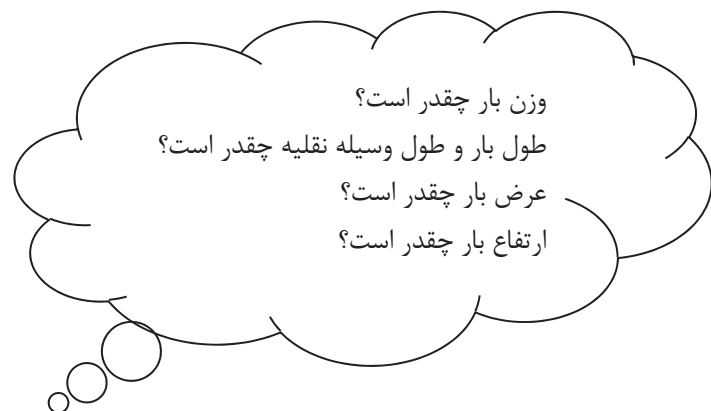 وزن بار چقدر است؟
طول بار و طول وسیله نقلیه چقدر است؟
عرض بار چقدر است؟
ارتفاع بار چقدر است؟